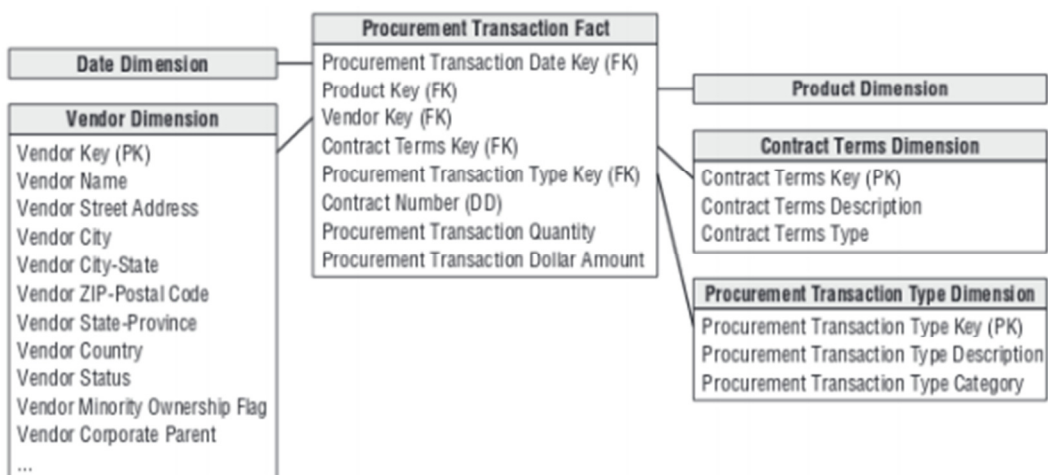 Procurement Transaction Fact
Procurement Transaction Date Key (FK)
Product Key (FK)
Vendor Key (FK)
Contract Terms Key (FK)
Procurement Transaction Type Key (FK)
Contract Number (DD)
Procurement Transaction Quantity
Procurement Transaction Dollar Amount
Date Dimension
Vendor Dimension
Vendor Key (PK)
Vendor Name
Vendor Street Address
Vendor City
Vendor City-State
Vendor ZIP-Postal Code
Vendor State-Province
Vendor Country
Vendor Status
Vendor Minority Ownership Flag
Vendor Corporate Parent
...
Product Dimension
Contract Terms Dimension
Contract Terms Key (PK)
Contract Terms Description
Contract Terms Type
Procurement Transaction Type Dimension
Procurement Transaction Type Key (PK)
Procurement Transaction Type Description
Procurement Transaction Type Category